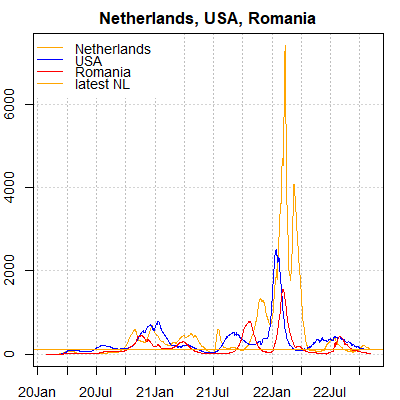 Netherlands, USA, Romania
Netherlands
USA
Romania
latest NL
6000
4000
2000
0
20Jan 20Jul 21Jan 21Jul 22Jan 22Jul